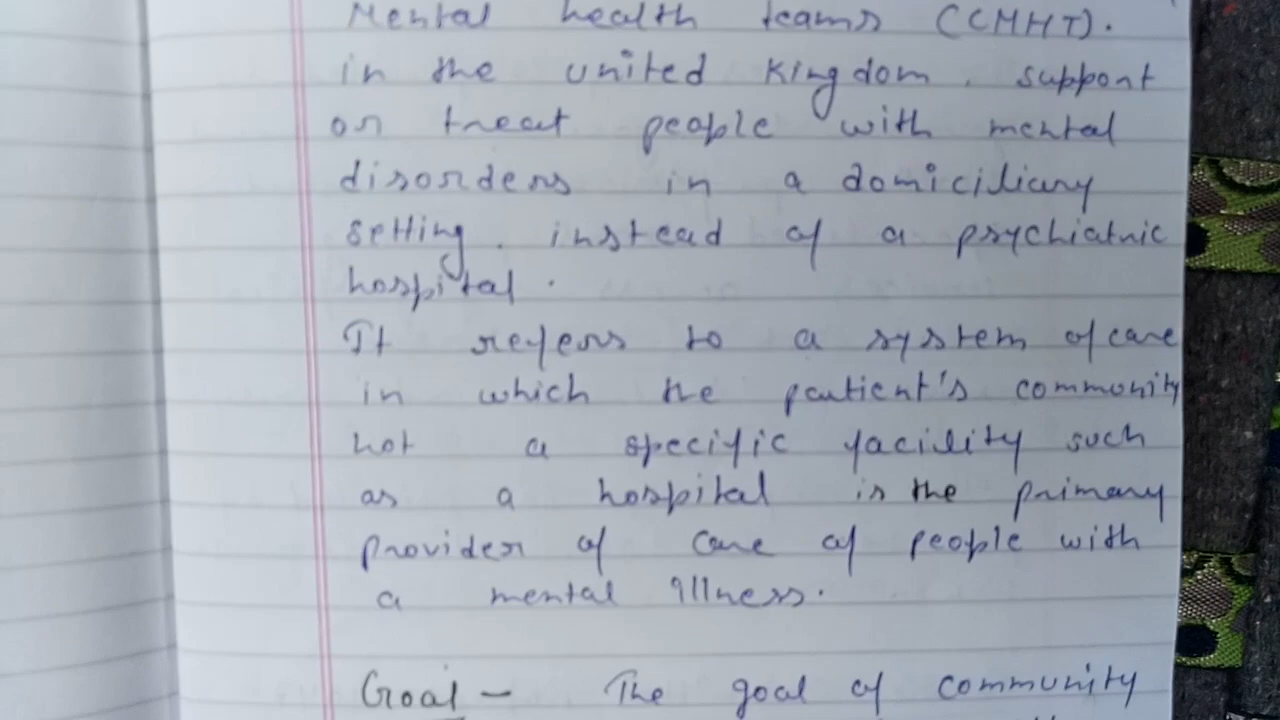 Mental health teams (CMHT).
in the united Kingdom. support
or treat people with mental
disorders in a domiciliary
setting. instead of a psychiatric
hospital.
It refers to a system of care
in which the patient's community
not a specific facility such
as a hospital is the primary
provider of care of people with
a mental illness.
Goal - The goal of community